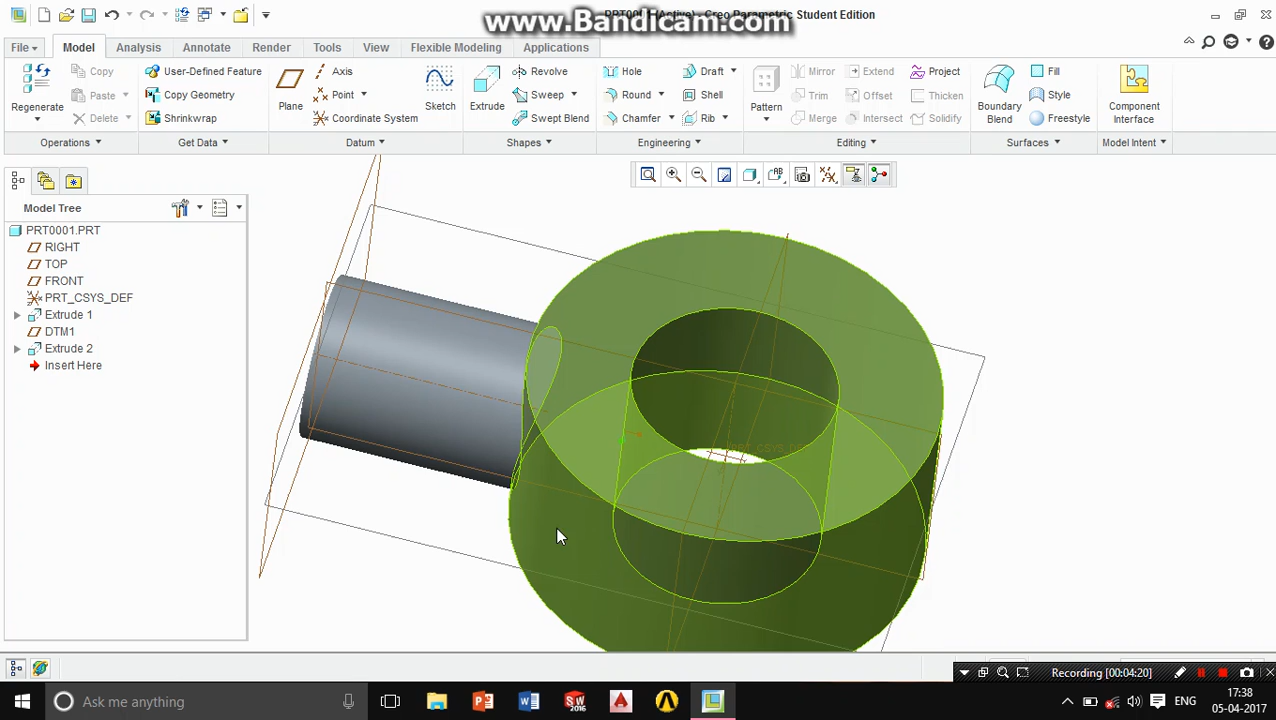 www.Bandicam.com
PRT0001 (Active) - Creo Parametric Student Edition
File Model Analysis Annotate Render Tools View Flexible Modeling Applications
Regenerate
Copy
Paste
Delete
Operations
User-Defined Feature
Copy Geometry
Shrinkwrap
Get Data
Plane
Axis
Point
Coordinate System
Datum
Sketch
Extrude
Revolve
Sweep
Swept Blend
Shapes
Hole
Round
Chamfer
Draft
Shell
Rib
Engineering
Pattern
Mirror
Trim
Merge
Extend
Offset
Intersect
Project
Thicken
Solidify
Editing
Boundary
Blend
Fill
Style
Freestyle
Surfaces
Component
Interface
Model Intent
Model Tree
PRT0001.PRT
RIGHT
TOP
FRONT
PRT_CSYS_DEF
Extrude 1
DTM1
Extrude 2
Insert Here
PRT_CSYS_DEF
Recording [00:04:20]
Ask me anything
SW
2016
ENG
17:38
05-04-2017